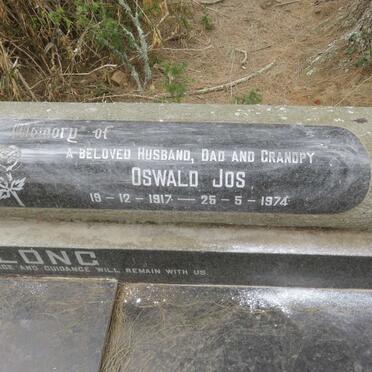 Memory of
A BELOVED HUSBAND, DAD AND GRANDPY
OSWALD JOS
19-12-1917 — 25-5-1974
LONG
AND GUIDANCE WILL REMAIN WITH US.